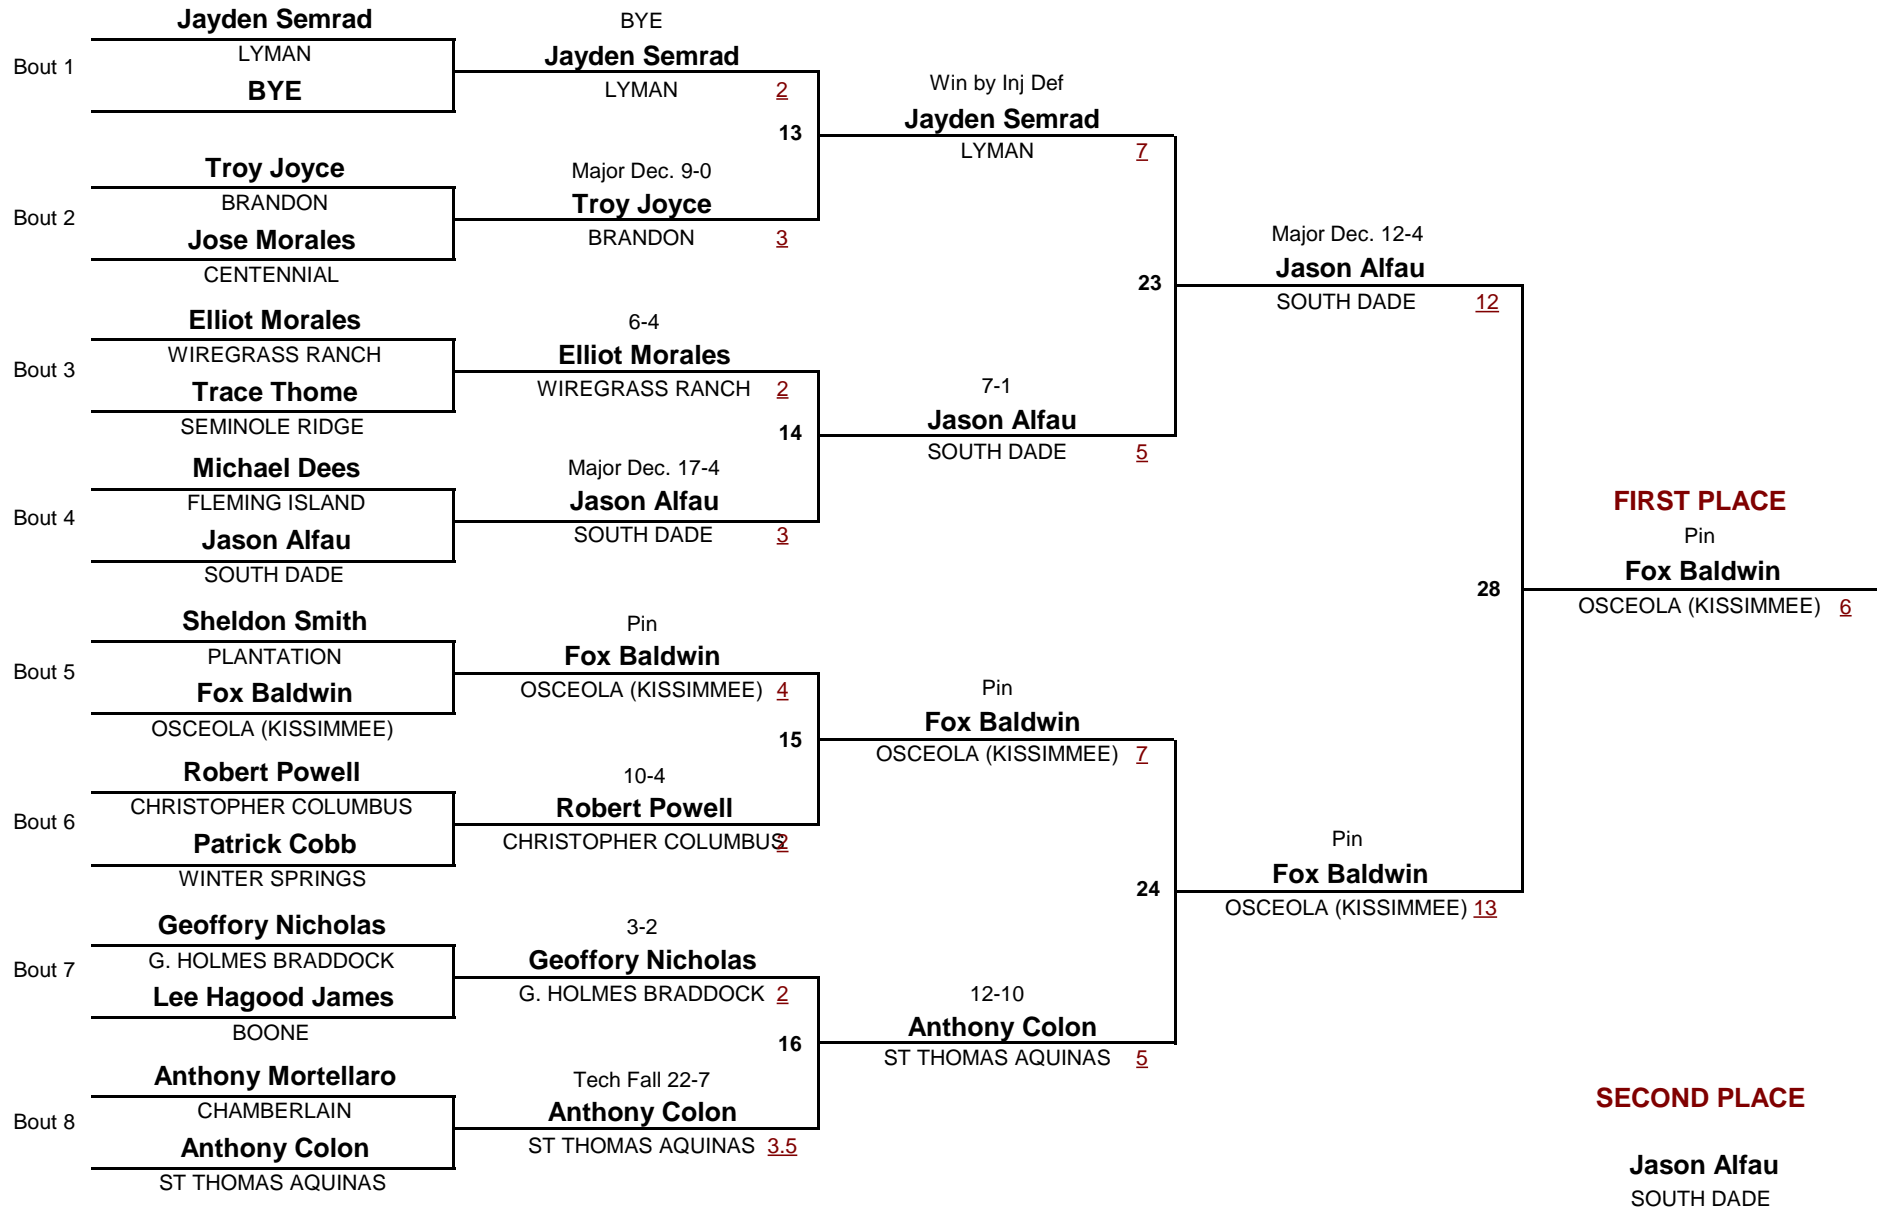 Bout 1
Jayden Semrad
LYMAN
BYE
Bout 2
Troy Joyce
BRANDON
Jose Morales
CENTENNIAL
Bout 3
Elliot Morales
WIREGRASS RANCH
Trace Thome
SEMINOLE RIDGE
Bout 4
Michael Dees
FLEMING ISLAND
Jason Alfau
SOUTH DADE
Bout 5
Sheldon Smith
PLANTATION
Fox Baldwin
OSCEOLA (KISSIMMEE)
Bout 6
Robert Powell
CHRISTOPHER COLUMBUS
Patrick Cobb
WINTER SPRINGS
Bout 7
Geoffory Nicholas
G. HOLMES BRADDOCK
Lee Hagood James
BOONE
Bout 8
Anthony Mortellaro
CHAMBERLAIN
Anthony Colon
ST THOMAS AQUINAS
BYE
Jayden Semrad
LYMAN 2
13
Major Dec. 9-0
Troy Joyce
BRANDON 3
6-4
Elliot Morales
WIREGRASS RANCH 2
14
Major Dec. 17-4
Jason Alfau
SOUTH DADE 3
Pin
Fox Baldwin
OSCEOLA (KISSIMMEE) 4
15
10-4
Robert Powell
CHRISTOPHER COLUMBUS 2
3-2
Geoffory Nicholas
G. HOLMES BRADDOCK 2
16
Tech Fall 22-7
Anthony Colon
ST THOMAS AQUINAS 3.5
Win by Inj Def
Jayden Semrad
LYMAN 7
23
7-1
Jason Alfau
SOUTH DADE 5
Pin
Fox Baldwin
OSCEOLA (KISSIMMEE) 7
24
12-10
Anthony Colon
ST THOMAS AQUINAS 5
Major Dec. 12-4
Jason Alfau
SOUTH DADE 12
28
Pin
Fox Baldwin
OSCEOLA (KISSIMMEE) 13
FIRST PLACE
Pin
Fox Baldwin
OSCEOLA (KISSIMMEE) 6
SECOND PLACE
Jason Alfau
SOUTH DADE